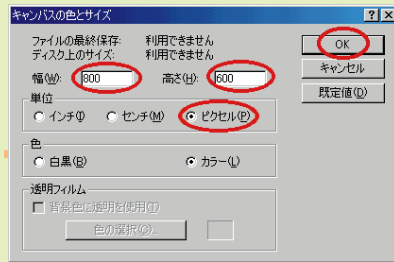 キャンバスの色とサイズ
ファイルの最終保存: 利用できません
ディスク上のサイズ: 利用できません
幅(W): 800 高さ(H): 600
OK
キャンセル
既定値(D)
単位
インチ(I) センチ(M) ピクセル(P)
色
白黒(B) カラー(L)
透明フィルム
背景色に透明を使用(T)
色の選択(C)...